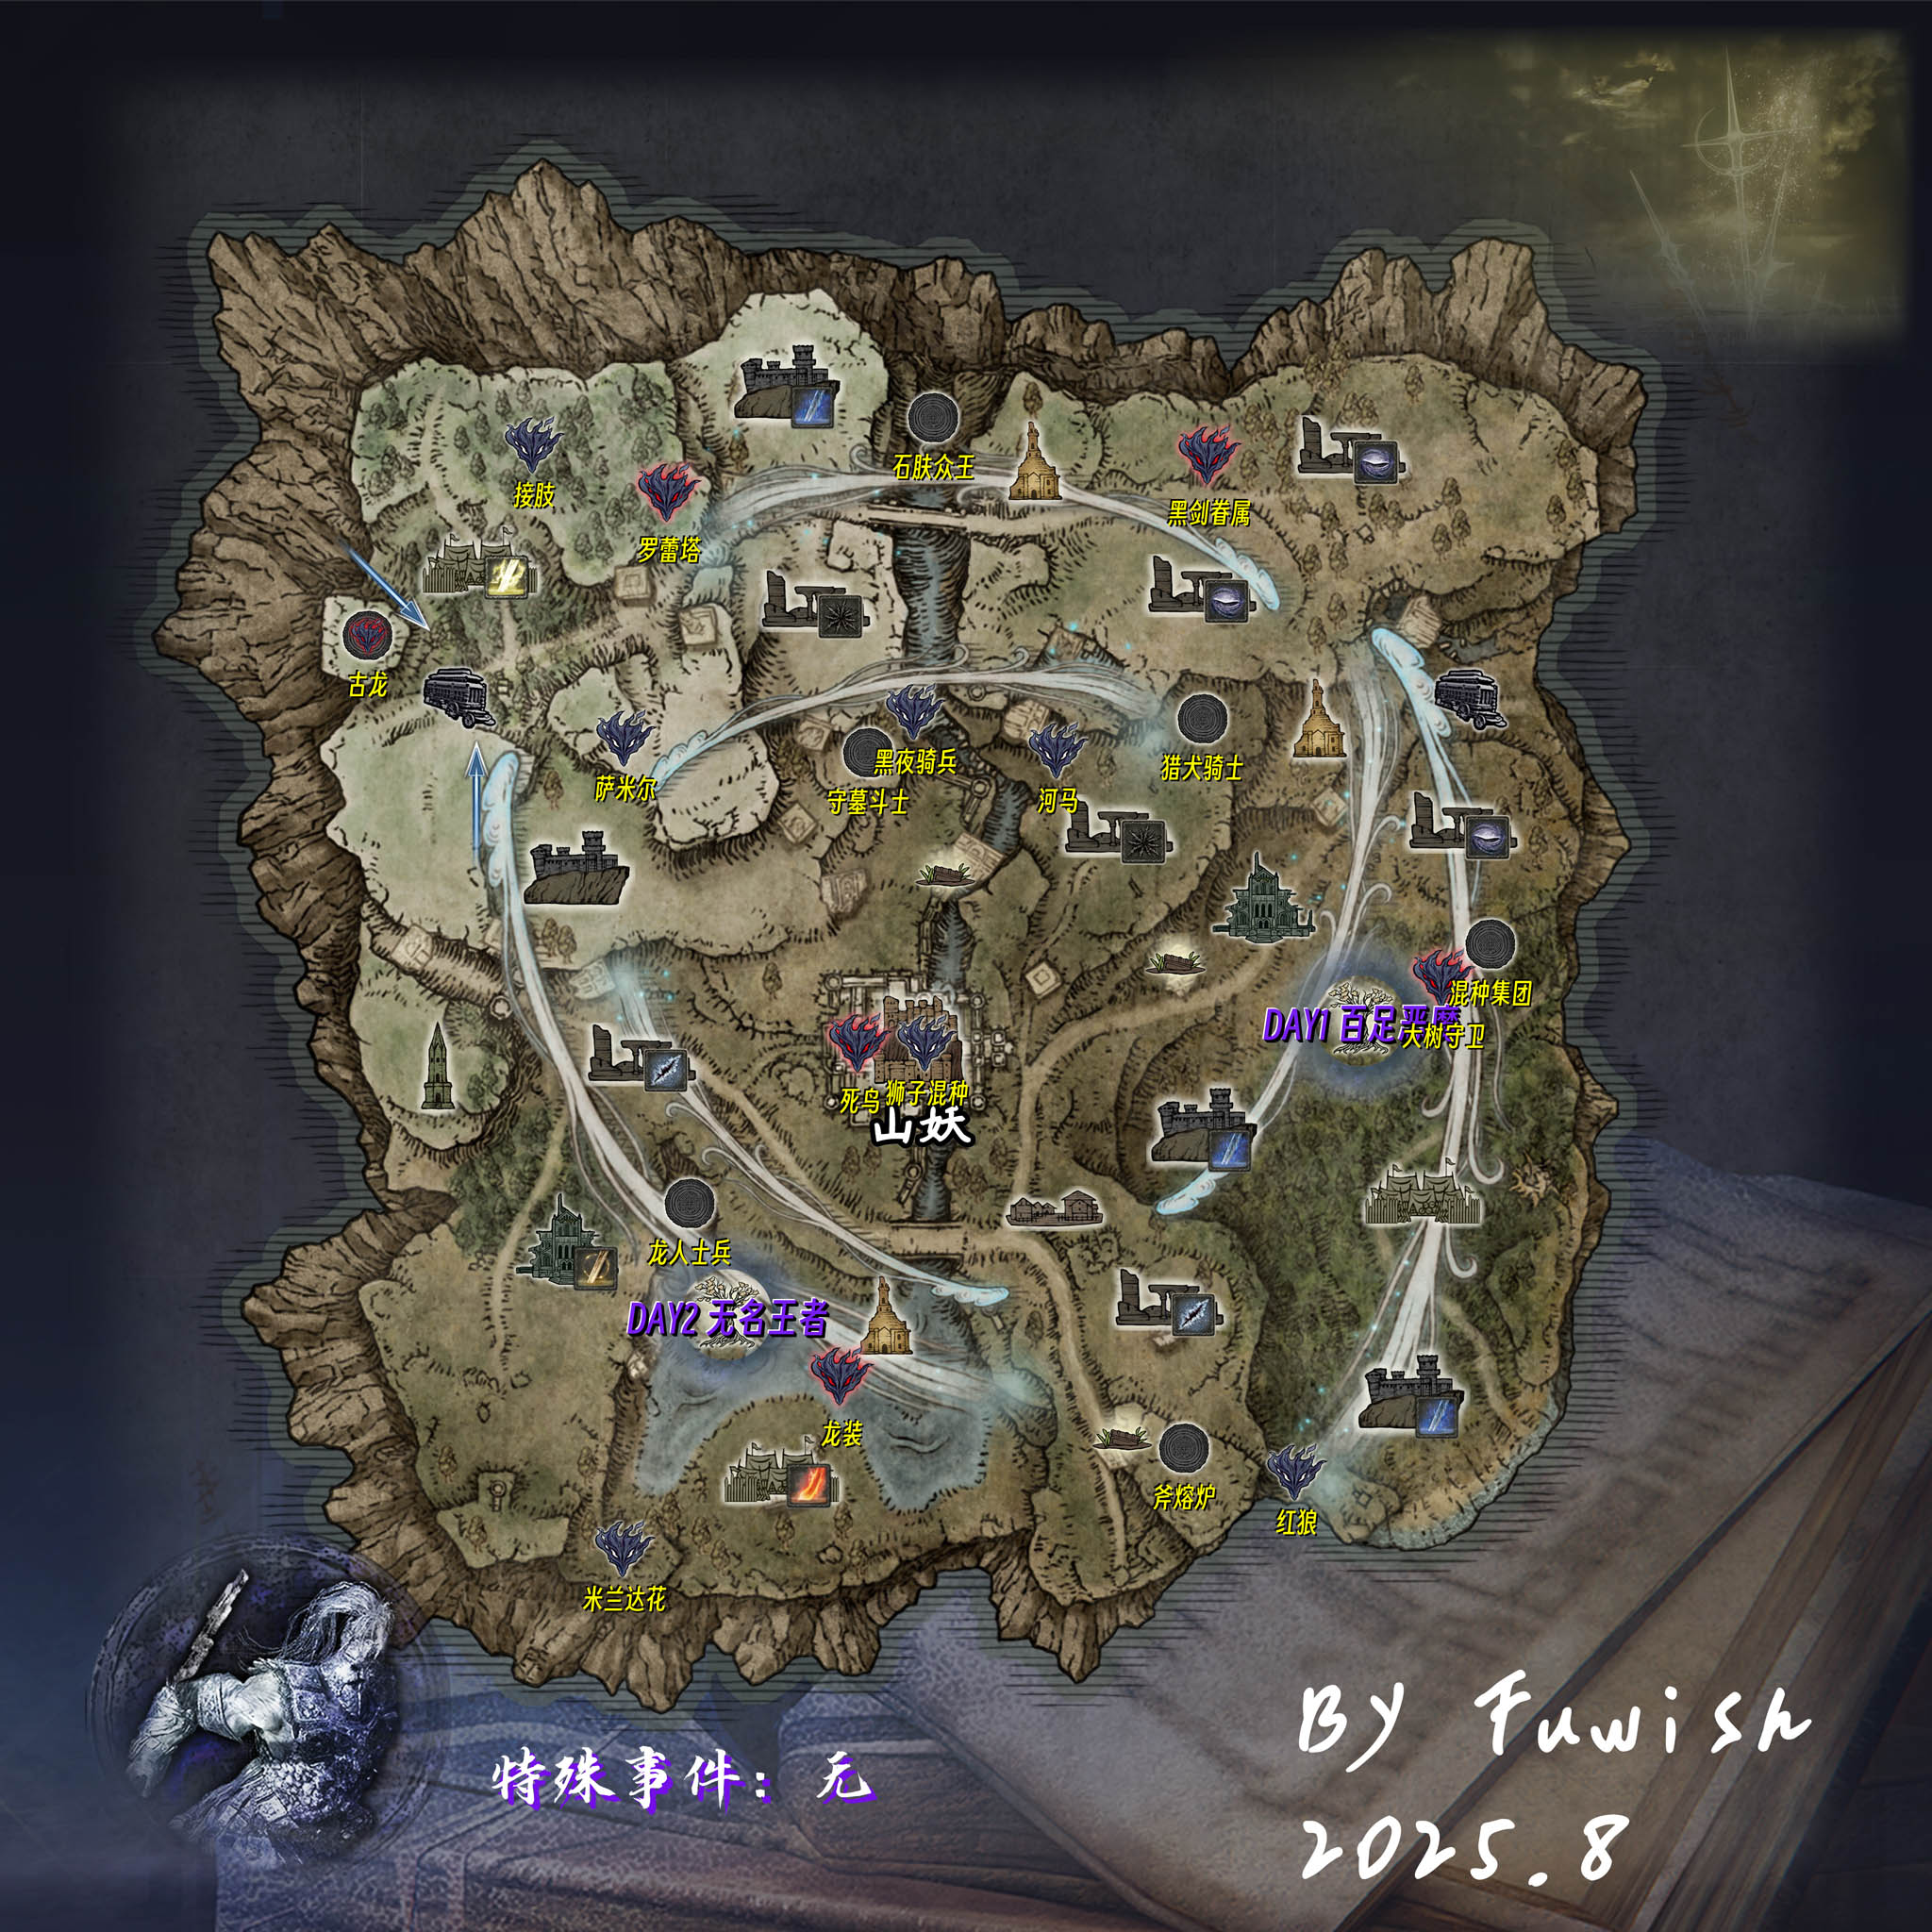 石肤众王
接肢
黑剑眷属
罗蕾塔
古龙
黑夜骑兵
猎犬骑士
萨米尔
守墓斗士
河马
混种集团
DAY1 百足恶魔
大树守卫
死鸟
狮子混种
山妖
龙人士兵
DAY2 无名王者
龙装
斧熔炉
红狼
米兰达花
BY Fuwish
特殊事件：无
2025.8